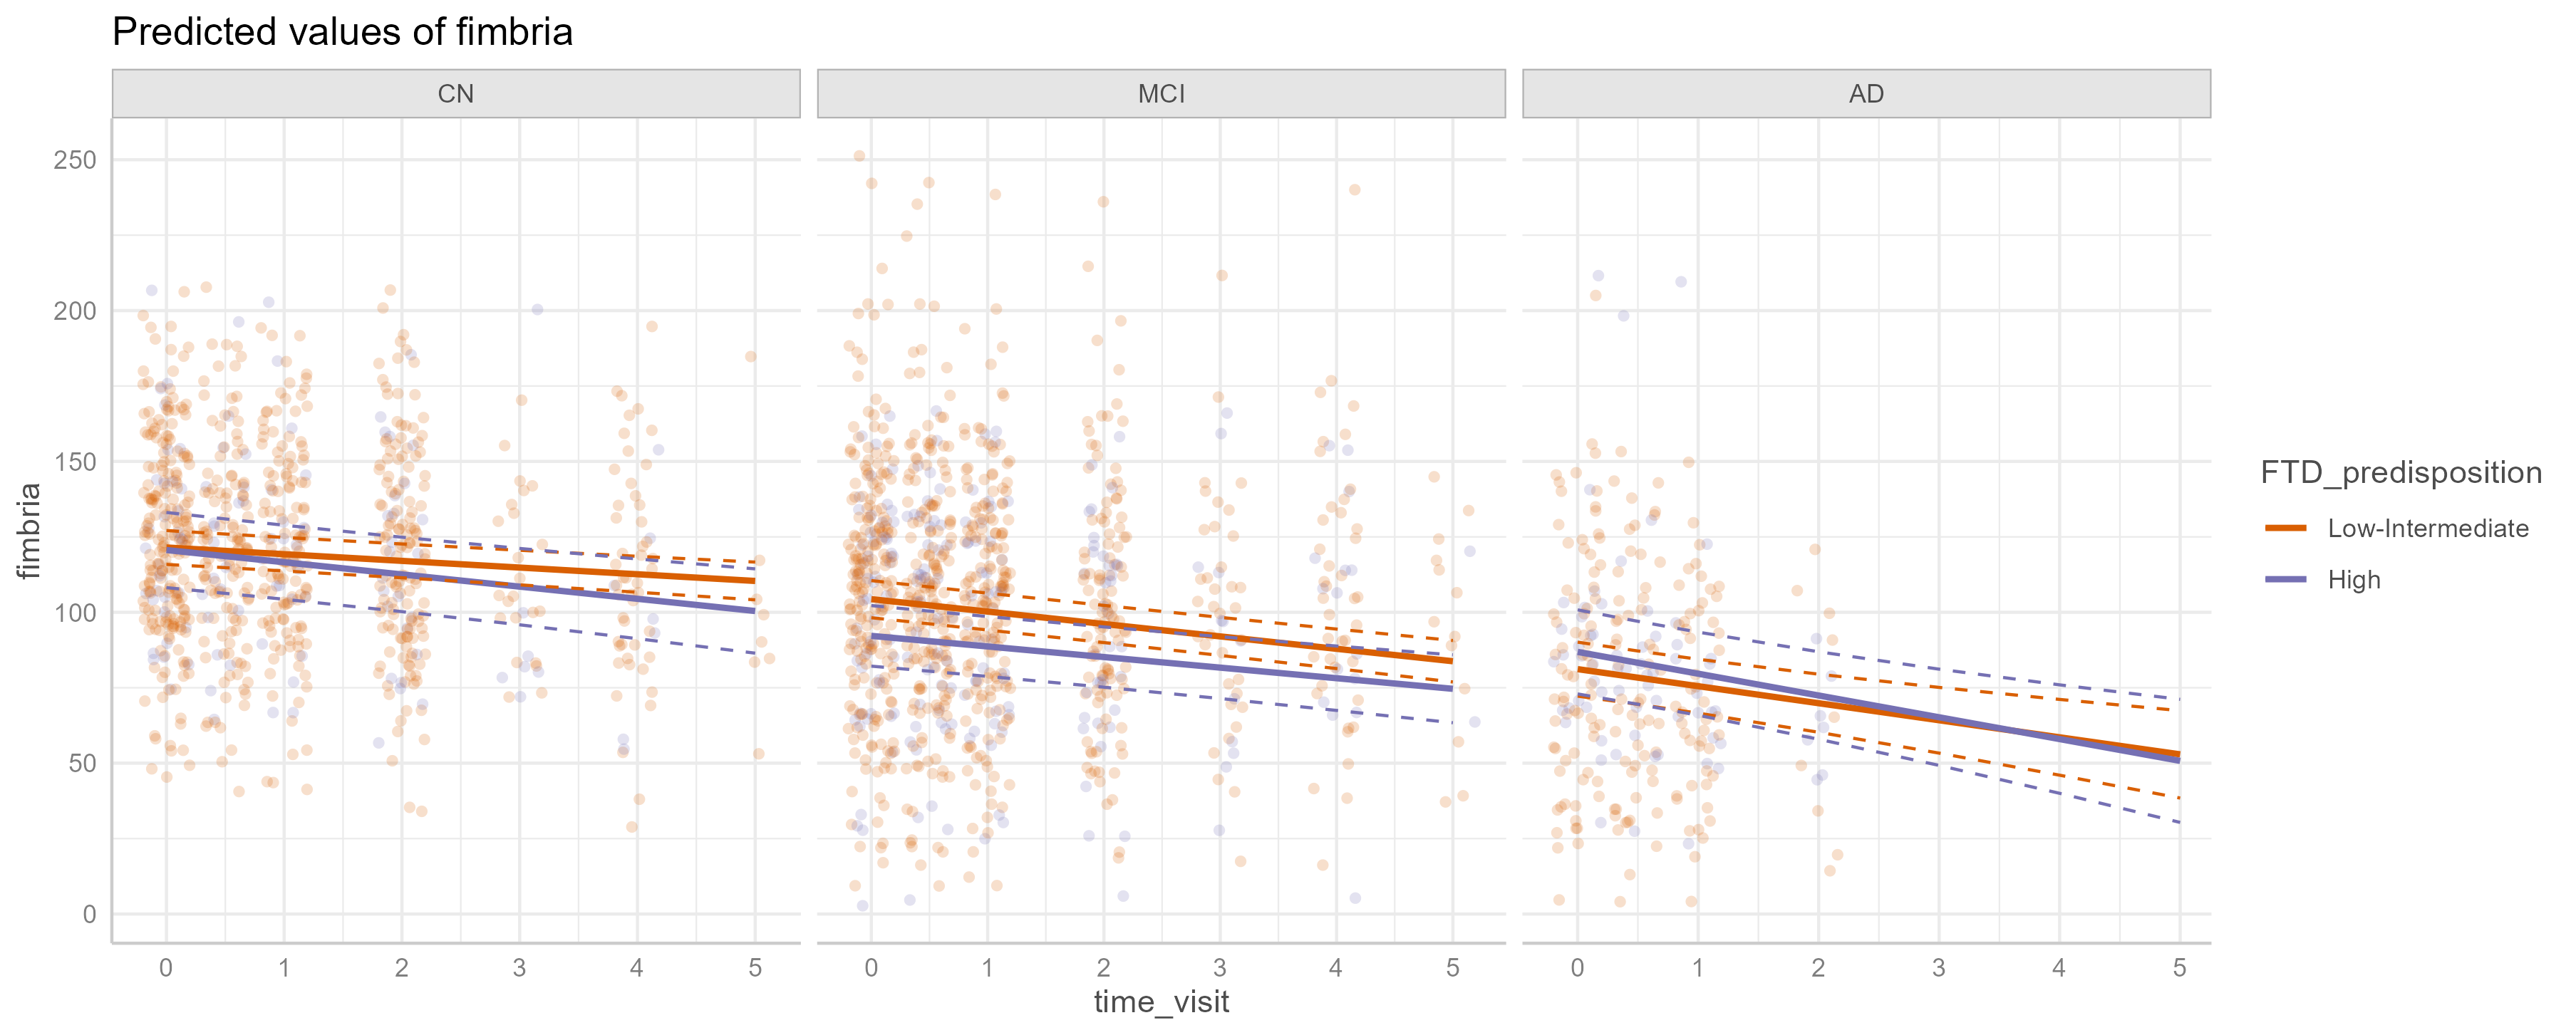 Predicted values of fimbria
CN
MCI
AD
250
200
150
100
50
0
fimbria
0 1 2 3 4 5
0 1 2 3 4 5
0 1 2 3 4 5
time_visit
FTD_predisposition
Low-Intermediate
High